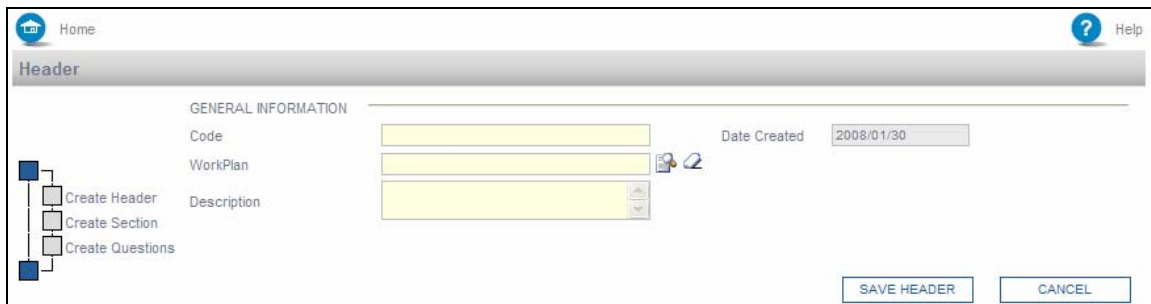 Home
? Help
Header
GENERAL INFORMATION
Code
Date Created 2008/01/30
WorkPlan
Create Header
Description
Create Section
Create Questions
SAVE HEADER CANCEL